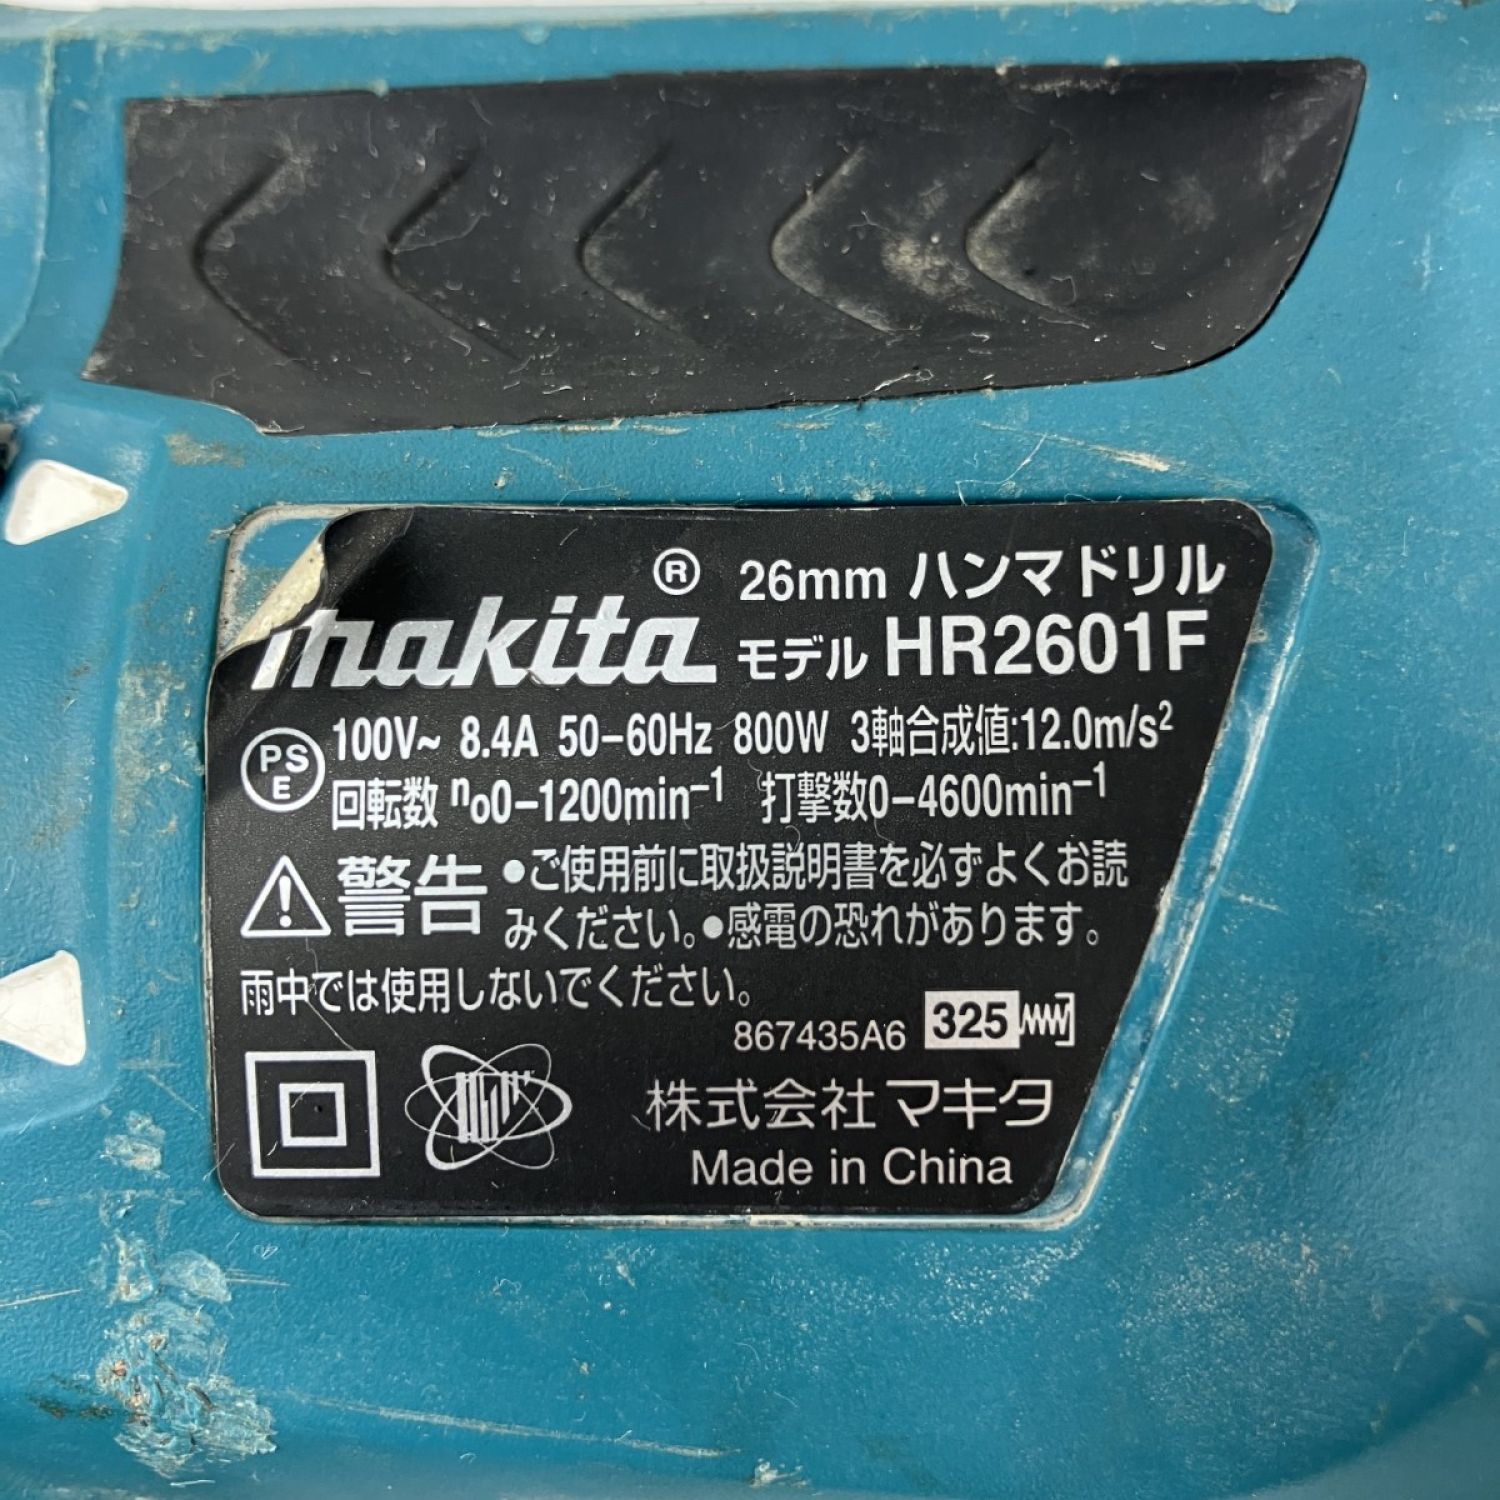 makita® 26mm ハンマドリル
モデル HR2601F
PSE 100V~ 8.4A 50-60Hz 800W 3軸合成値:12.0m/s²
回転数 n₀0-1200min⁻¹ 打撃数0-4600min⁻¹
⚠警告 •ご使用前に取扱説明書を必ずよくお読
みください。•感電の恐れがあります。
雨中では使用しないでください。
867435A6 325
株式会社マキタ
Made in China